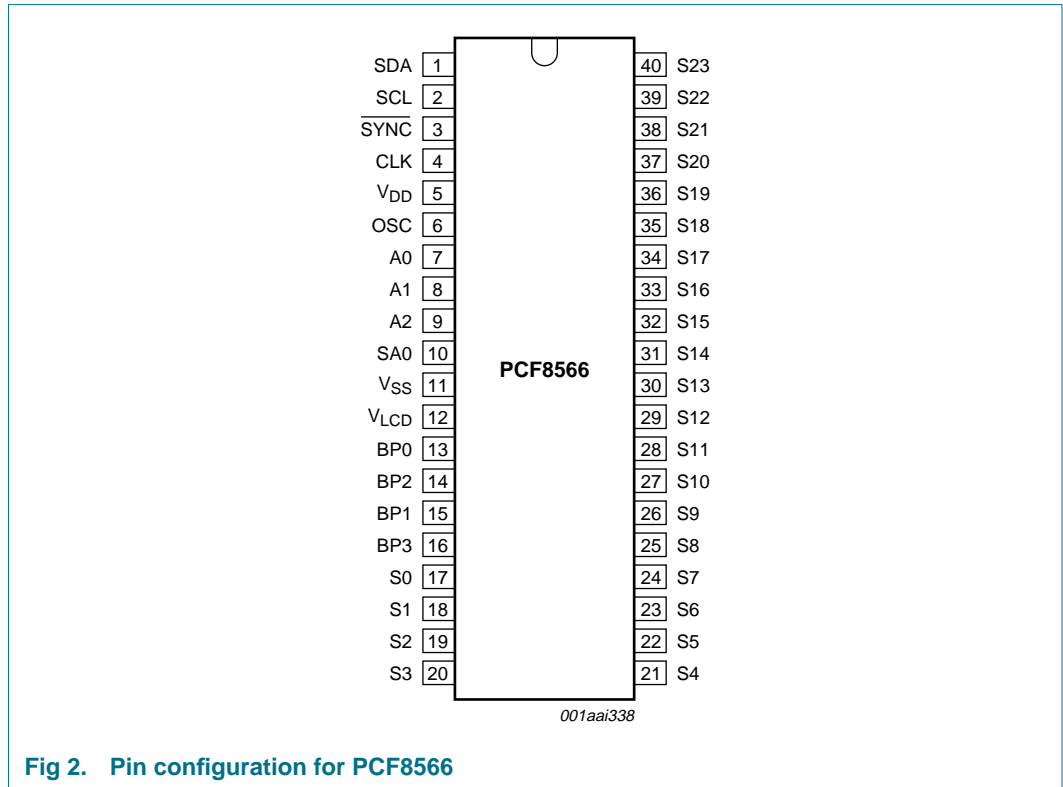 SDA 1 40 S23
SCL 2 39 S22
SYNC 3 38 S21
CLK 4 37 S20
VDD 5 36 S19
OSC 6 35 S18
A0 7 34 S17
A1 8 33 S16
A2 9 32 S15
SA0 10 31 S14
PCF8566
VSS 11 30 S13
VLCD 12 29 S12
BP0 13 28 S11
BP2 14 27 S10
BP1 15 26 S9
BP3 16 25 S8
S0 17 24 S7
S1 18 23 S6
S2 19 22 S5
S3 20 21 S4
001aai338
Fig 2. Pin configuration for PCF8566